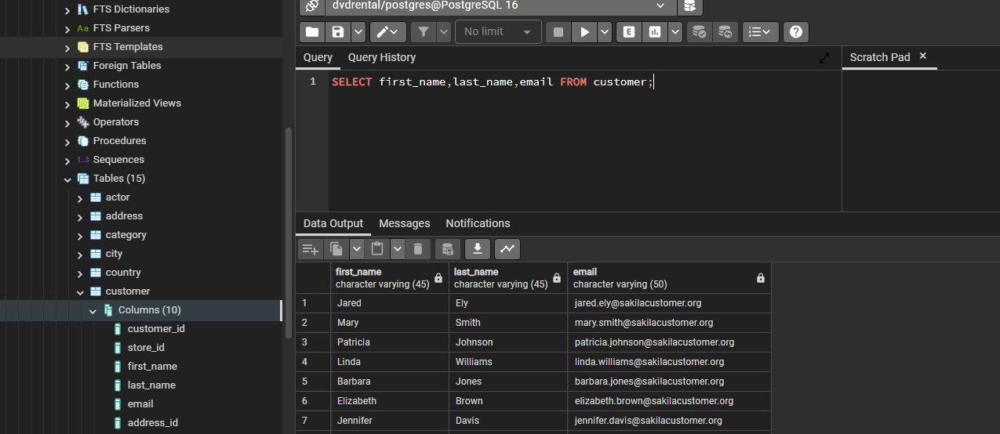 FTS Dictionaries
Aa FTS Parsers
FTS Templates
Foreign Tables
Functions
Materialized Views
Operators
Procedures
1..3 Sequences
Tables (15)
actor
address
category
city
country
customer
Columns (10)
customer_id
store_id
first_name
last_name
email
address_id
dvdrental/postgres@PostgreSQL 16
No limit
E
?
Query Query History
Scratch Pad ×
1 SELECT first_name,last_name,email FROM customer;
Data Output Messages Notifications
first_name last_name email
character varying (45) character varying (45) character varying (50)
1 Jared Ely jared.ely@sakilacustomer.org
2 Mary Smith mary.smith@sakilacustomer.org
3 Patricia Johnson patricia.johnson@sakilacustomer.org
4 Linda Williams linda.williams@sakilacustomer.org
5 Barbara Jones barbara.jones@sakilacustomer.org
6 Elizabeth Brown elizabeth.brown@sakilacustomer.org
7 Jennifer Davis jennifer.davis@sakilacustomer.org